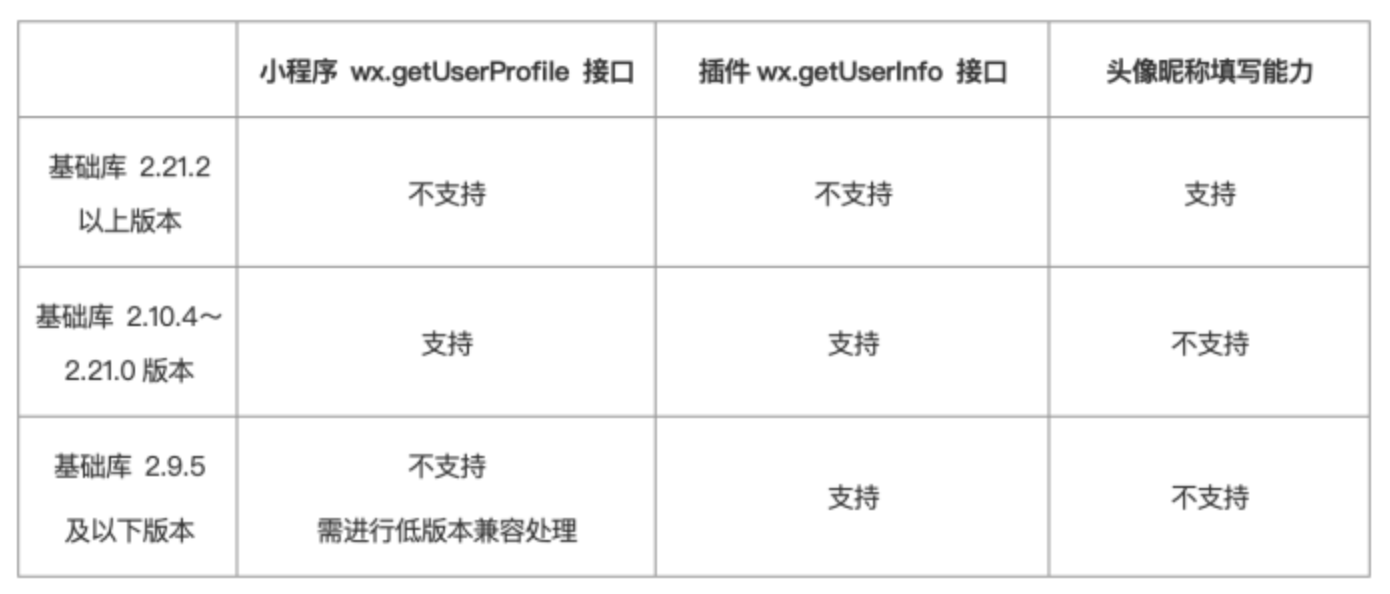 小程序 wx.getUserProfile 接口 插件 wx.getUserInfo 接口 头像昵称填写能力
基础库 2.21.2
以上版本
不支持 不支持 支持
基础库 2.10.4～
2.21.0 版本
支持 支持 不支持
基础库 2.9.5
及以下版本
不支持
需进行低版本兼容处理
支持 不支持